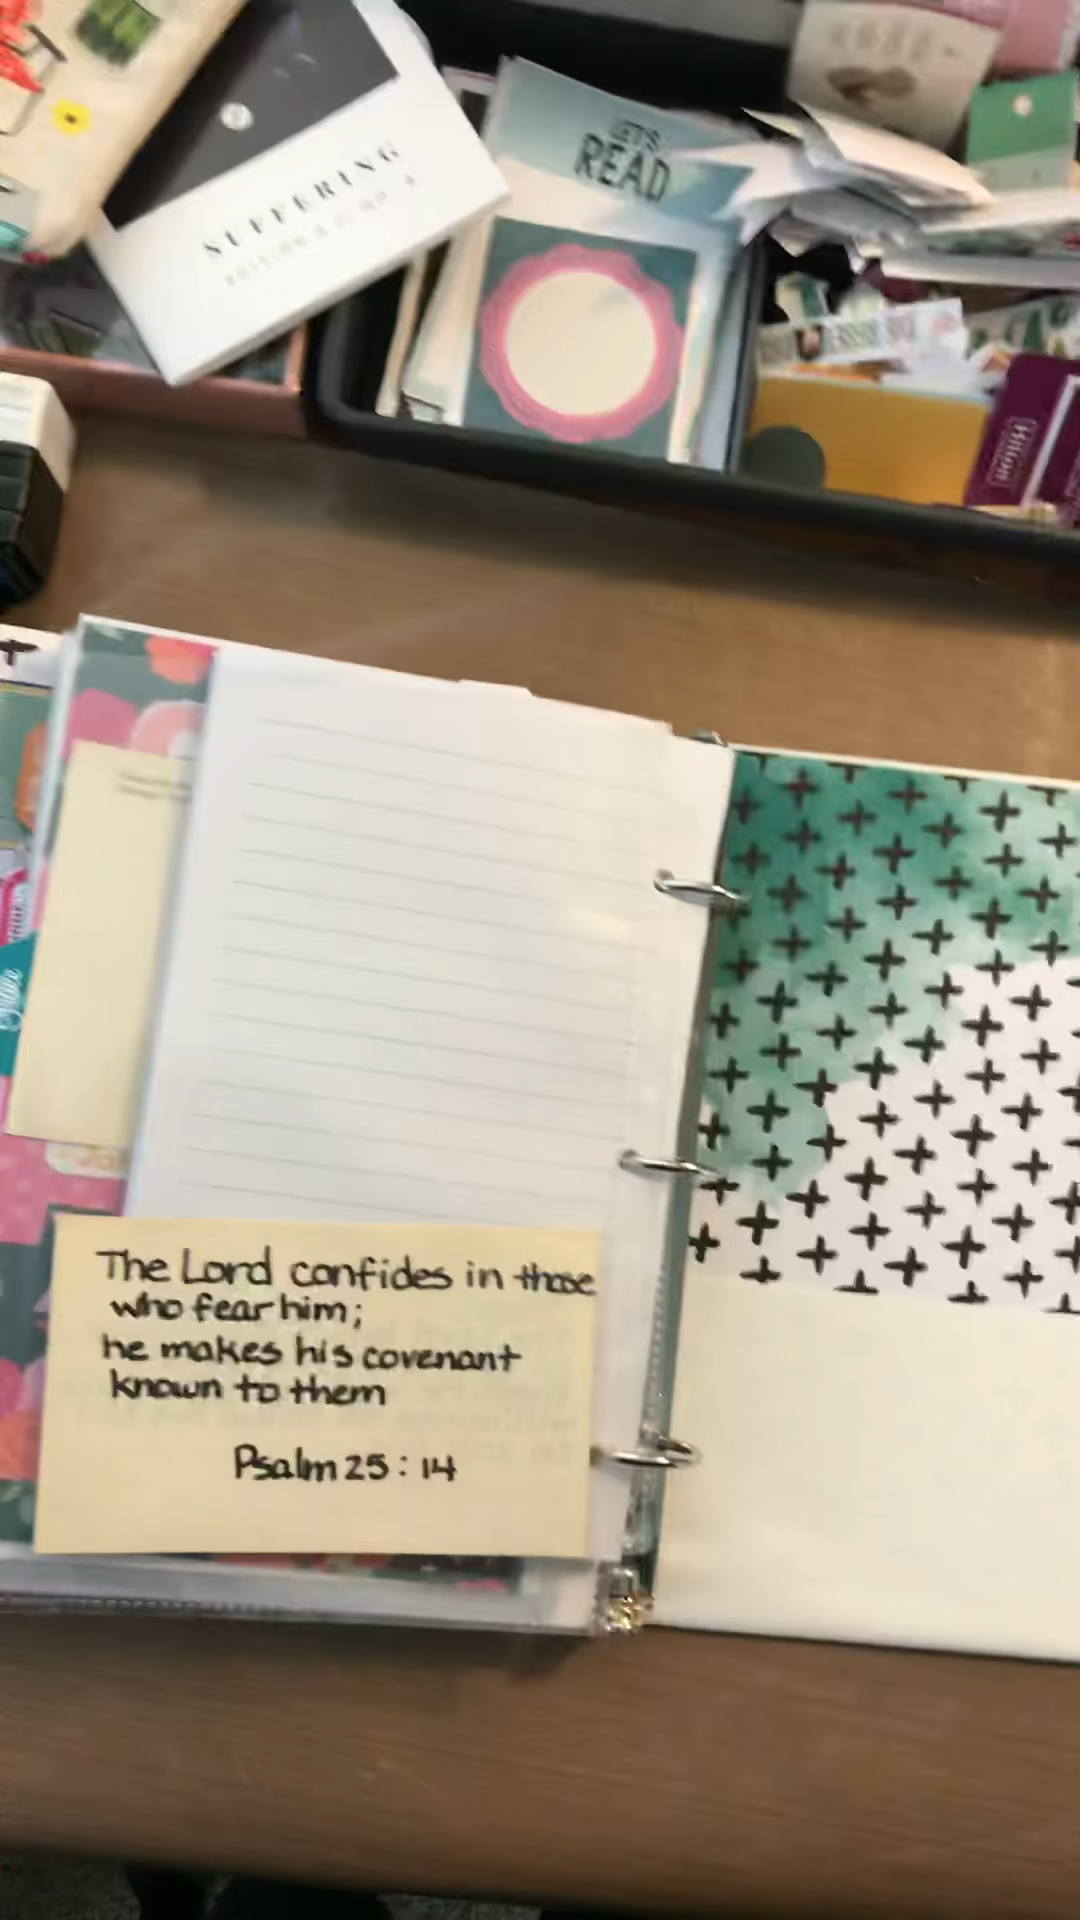 SUFFERING
LET'S
READ
The Lord confides in those
who fear him;
he makes his covenant
known to them
Psalm 25:14